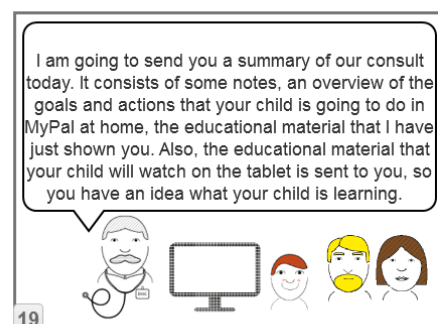 I am going to send you a summary of our consult
today. It consists of some notes, an overview of the
goals and actions that your child is going to do in
MyPal at home, the educational material that I have
just shown you. Also, the educational material that
your child will watch on the tablet is sent to you, so
you have an idea what your child is learning.
19